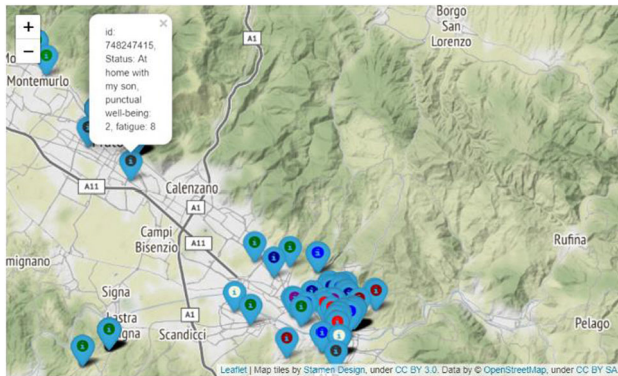 Borgo
San
Lorenzo
+
−
×
id:
748247415,
Status: At
home with
my son,
punctual
well-being:
2, fatigue: 8
A1
Montemurlo
A11
Calenzano
A1
Campi
Bisenzio
A11
Rufina
mignano
Signa
Lastra
A1
Scandicci
Pelago
Leaflet | Map tiles by Stamen Design, under CC BY 3.0. Data by © OpenStreetMap, under CC BY SA